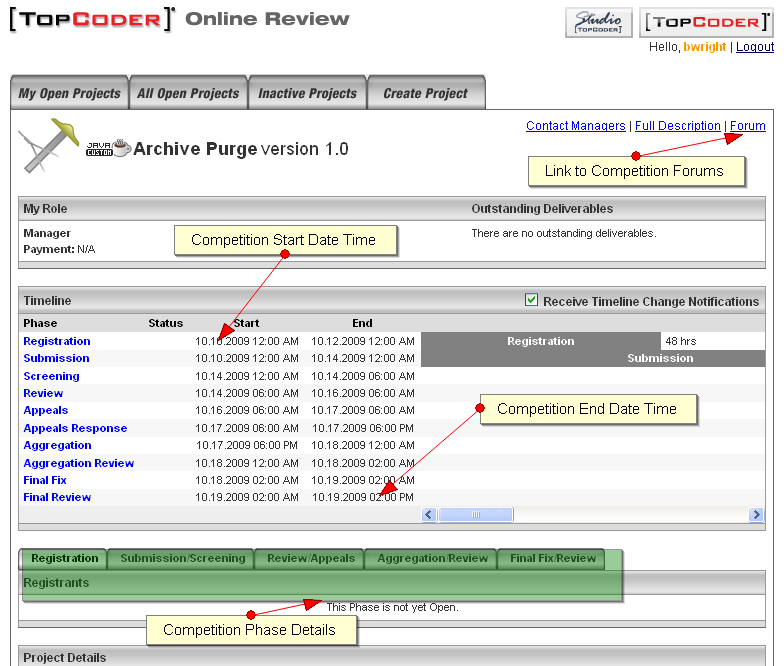 [TOPCODER]® Online Review
Studio
[TOPCODER]
[TOPCODER]®
Hello, bwright | Logout
My Open Projects All Open Projects Inactive Projects Create Project
Contact Managers | Full Description | Forum
JAVA
CUSTOM
Archive Purge version 1.0
Link to Competition Forums
My Role Outstanding Deliverables
Manager There are no outstanding deliverables.
Payment: N/A
Competition Start Date Time
Timeline Receive Timeline Change Notifications
Phase Status Start End
Registration 10.10.2009 12:00 AM 10.12.2009 12:00 AM Registration 48 hrs
Submission 10.10.2009 12:00 AM 10.14.2009 12:00 AM Submission
Screening 10.14.2009 12:00 AM 10.14.2009 06:00 AM
Review 10.14.2009 06:00 AM 10.16.2009 06:00 AM
Appeals 10.16.2009 06:00 AM 10.17.2009 06:00 AM
Appeals Response 10.17.2009 06:00 AM 10.17.2009 06:00 PM
Aggregation 10.17.2009 06:00 PM 10.18.2009 12:00 AM
Aggregation Review 10.18.2009 12:00 AM 10.18.2009 02:00 AM
Final Fix 10.18.2009 02:00 AM 10.19.2009 02:00 AM
Final Review 10.19.2009 02:00 AM 10.19.2009 02:00 PM
Competition End Date Time
Registration Submission/Screening Review/Appeals Aggregation/Review Final Fix/Review
Registrants
This Phase is not yet Open.
Competition Phase Details
Project Details